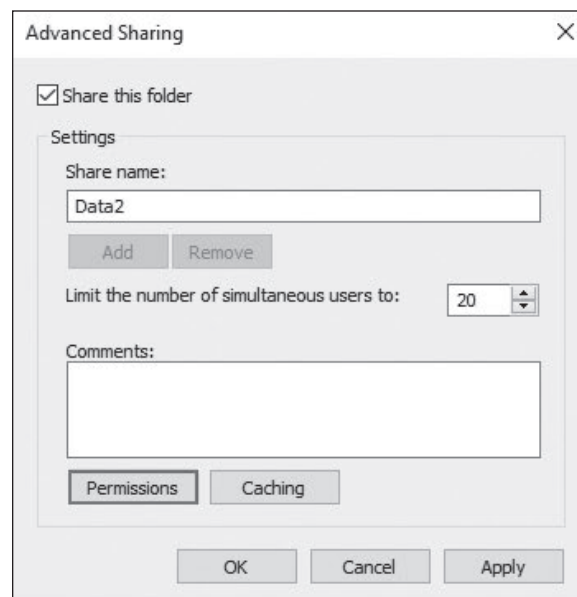 Advanced Sharing
Share this folder
Settings
Share name:
Data2
Add Remove
Limit the number of simultaneous users to: 20
Comments:
Permissions Caching
OK Cancel Apply